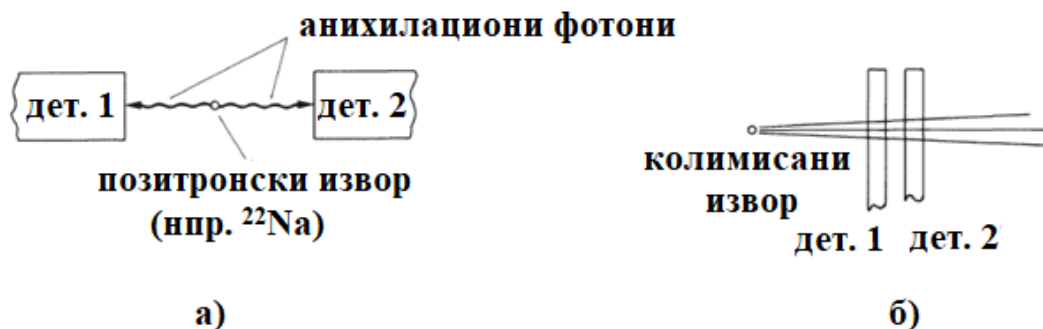 анихилациони фотони
дет. 1
дет. 2
позитронски извор
(нпр. ²²Na)
а)
колимисани
извор
дет. 1
дет. 2
б)